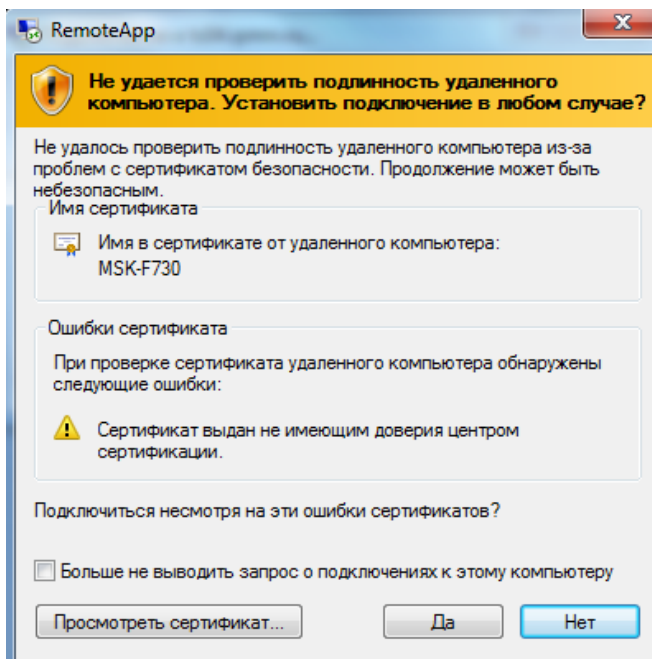 RemoteApp
Не удается проверить подлинность удаленного
компьютера. Установить подключение в любом случае?
Не удалось проверить подлинность удаленного компьютера из-за
проблем с сертификатом безопасности. Продолжение может быть
небезопасным.
Имя сертификата
Имя в сертификате от удаленного компьютера:
MSK-F730
Ошибки сертификата
При проверке сертификата удаленного компьютера обнаружены
следующие ошибки:
Сертификат выдан не имеющим доверия центром
сертификации.
Подключиться несмотря на эти ошибки сертификатов?
Больше не выводить запрос о подключениях к этому компьютеру
Просмотреть сертификат...
Да
Нет